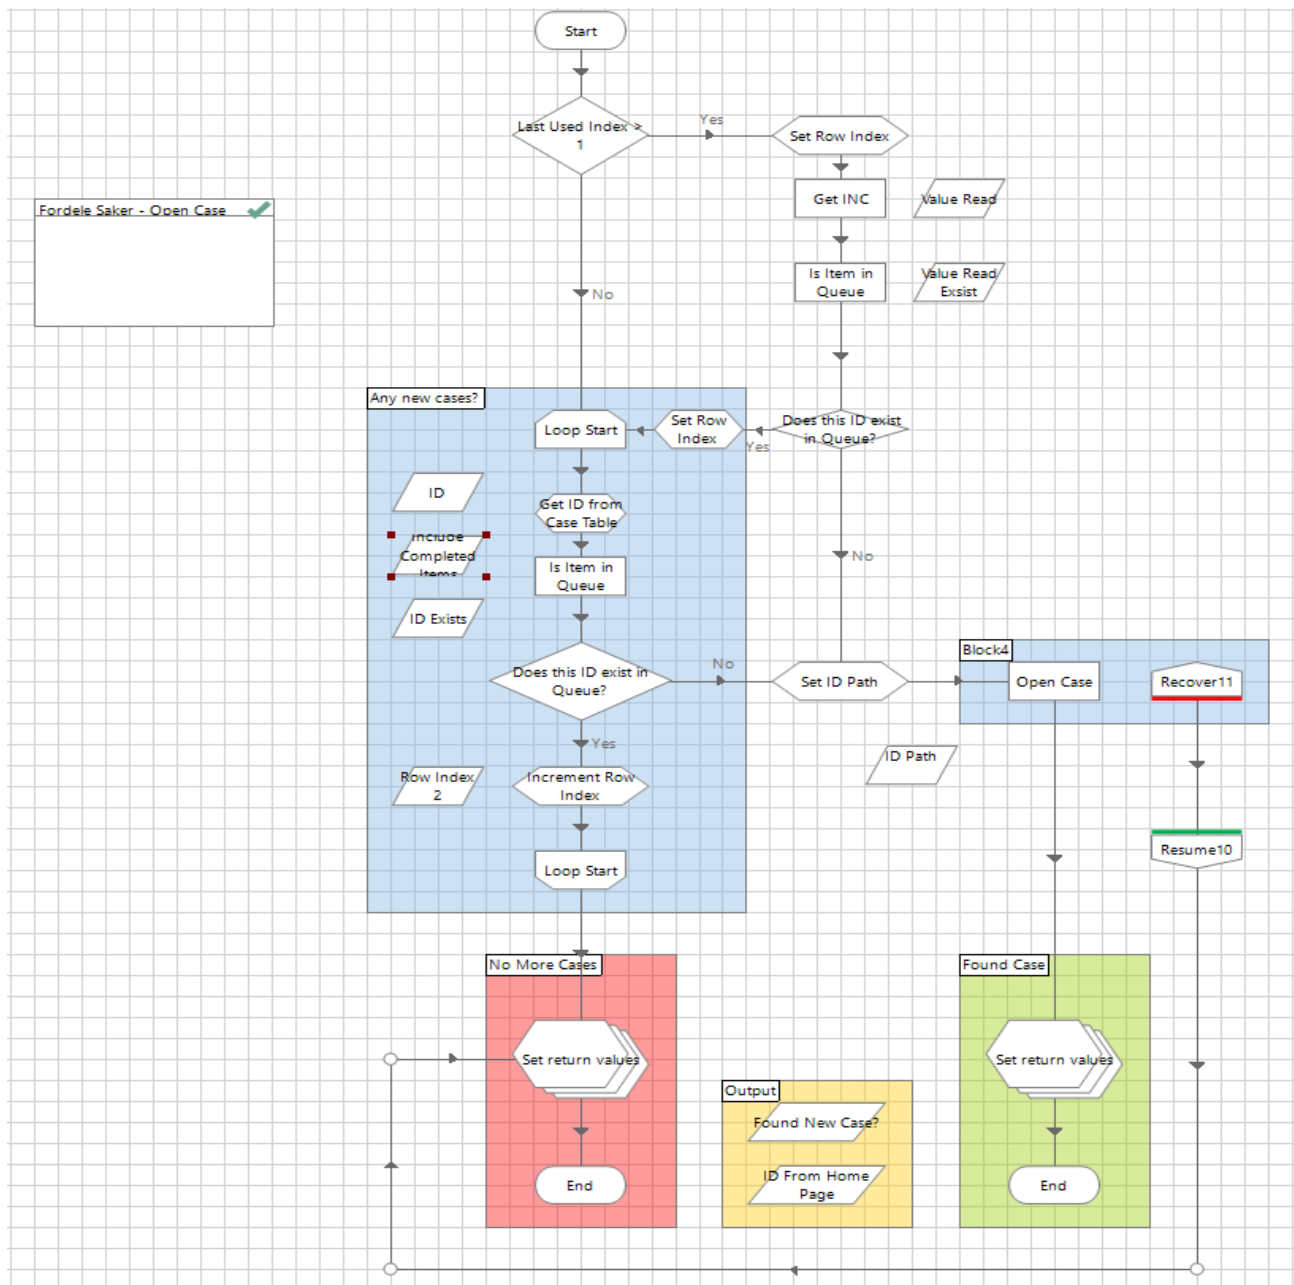 Start
Last Used Index >
1
Yes
Set Row Index
Fordele Saker - Open Case
Get INC
Value Read
Is Item in
Queue
Value Read
Exsist
No
Any new cases?
Loop Start
Set Row
Index
Yes
Does this ID exist
in Queue?
ID
Get ID from
Case Table
Include
Completed
Items
Is Item in
Queue
No
ID Exists
Does this ID exist in
Queue?
No
Set ID Path
Block4
Open Case
Recover11
Yes
ID Path
Row Index
2
Increment Row
Index
Resume10
Loop Start
No More Cases
Found Case
Set return values
Set return values
Output
Found New Case?
End
ID From Home
Page
End